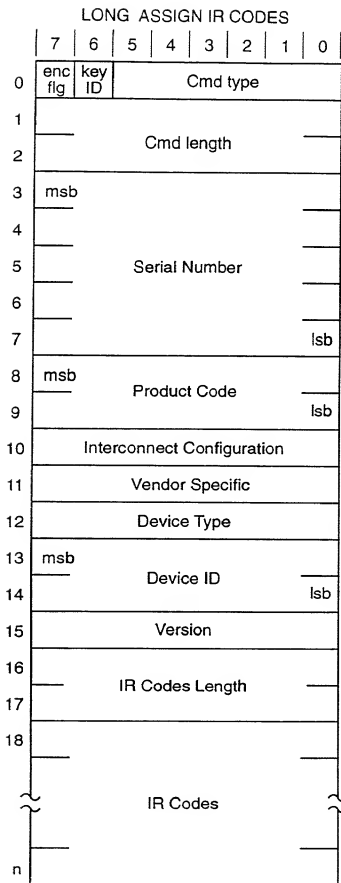 LONG ASSIGN IR CODES
7 6 5 4 3 2 1 0
0 enc flg key ID Cmd type
1
Cmd length
2
3 msb
4
5 Serial Number
6
7 lsb
8 msb
Product Code
9 lsb
10 Interconnect Configuration
11 Vendor Specific
12 Device Type
13 msb
Device ID
14 lsb
15 Version
16
IR Codes Length
17
18
IR Codes
n